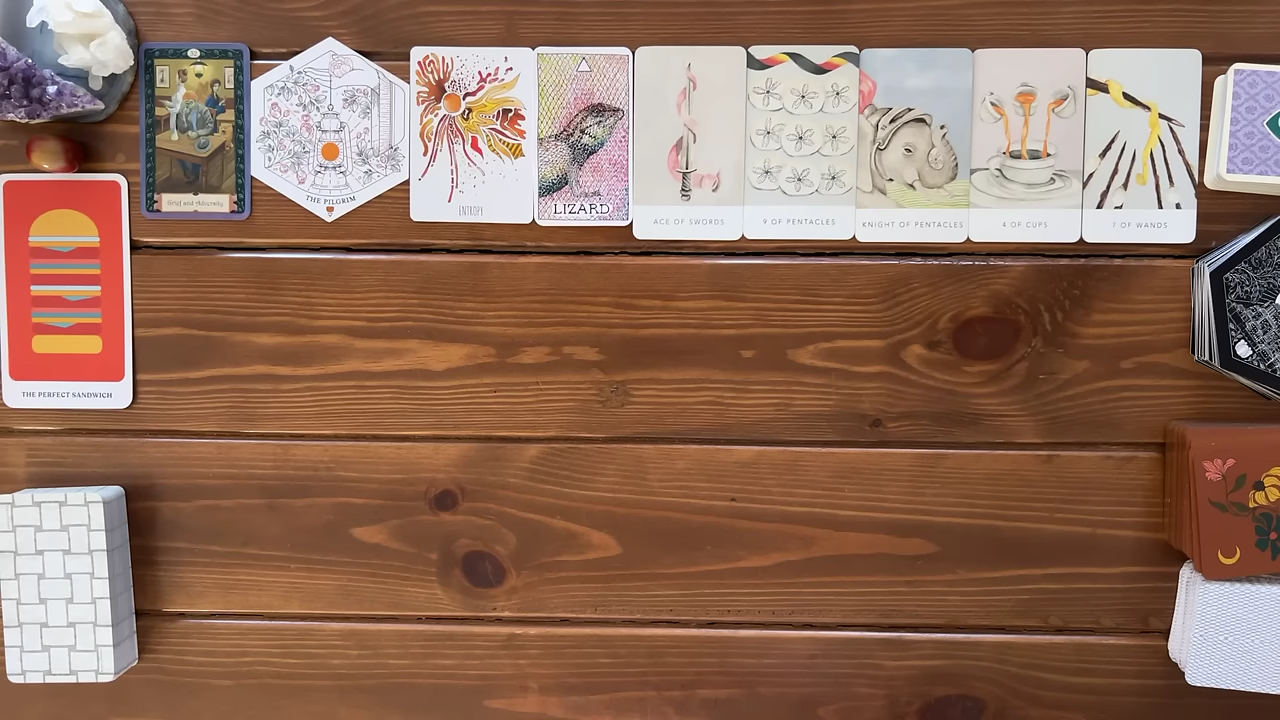 32
Grief and Adversity
THE PILGRIM
ENTROPY
LIZARD
ACE OF SWORDS
9 OF PENTACLES
KNIGHT OF PENTACLES
4 OF CUPS
7 OF WANDS
THE PERFECT SANDWICH